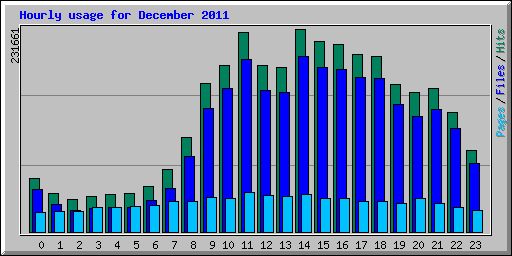 Hourly usage for December 2011
231661
Pages / Files / Hits
0 1 2 3 4 5 6 7 8 9 10 11 12 13 14 15 16 17 18 19 20 21 22 23